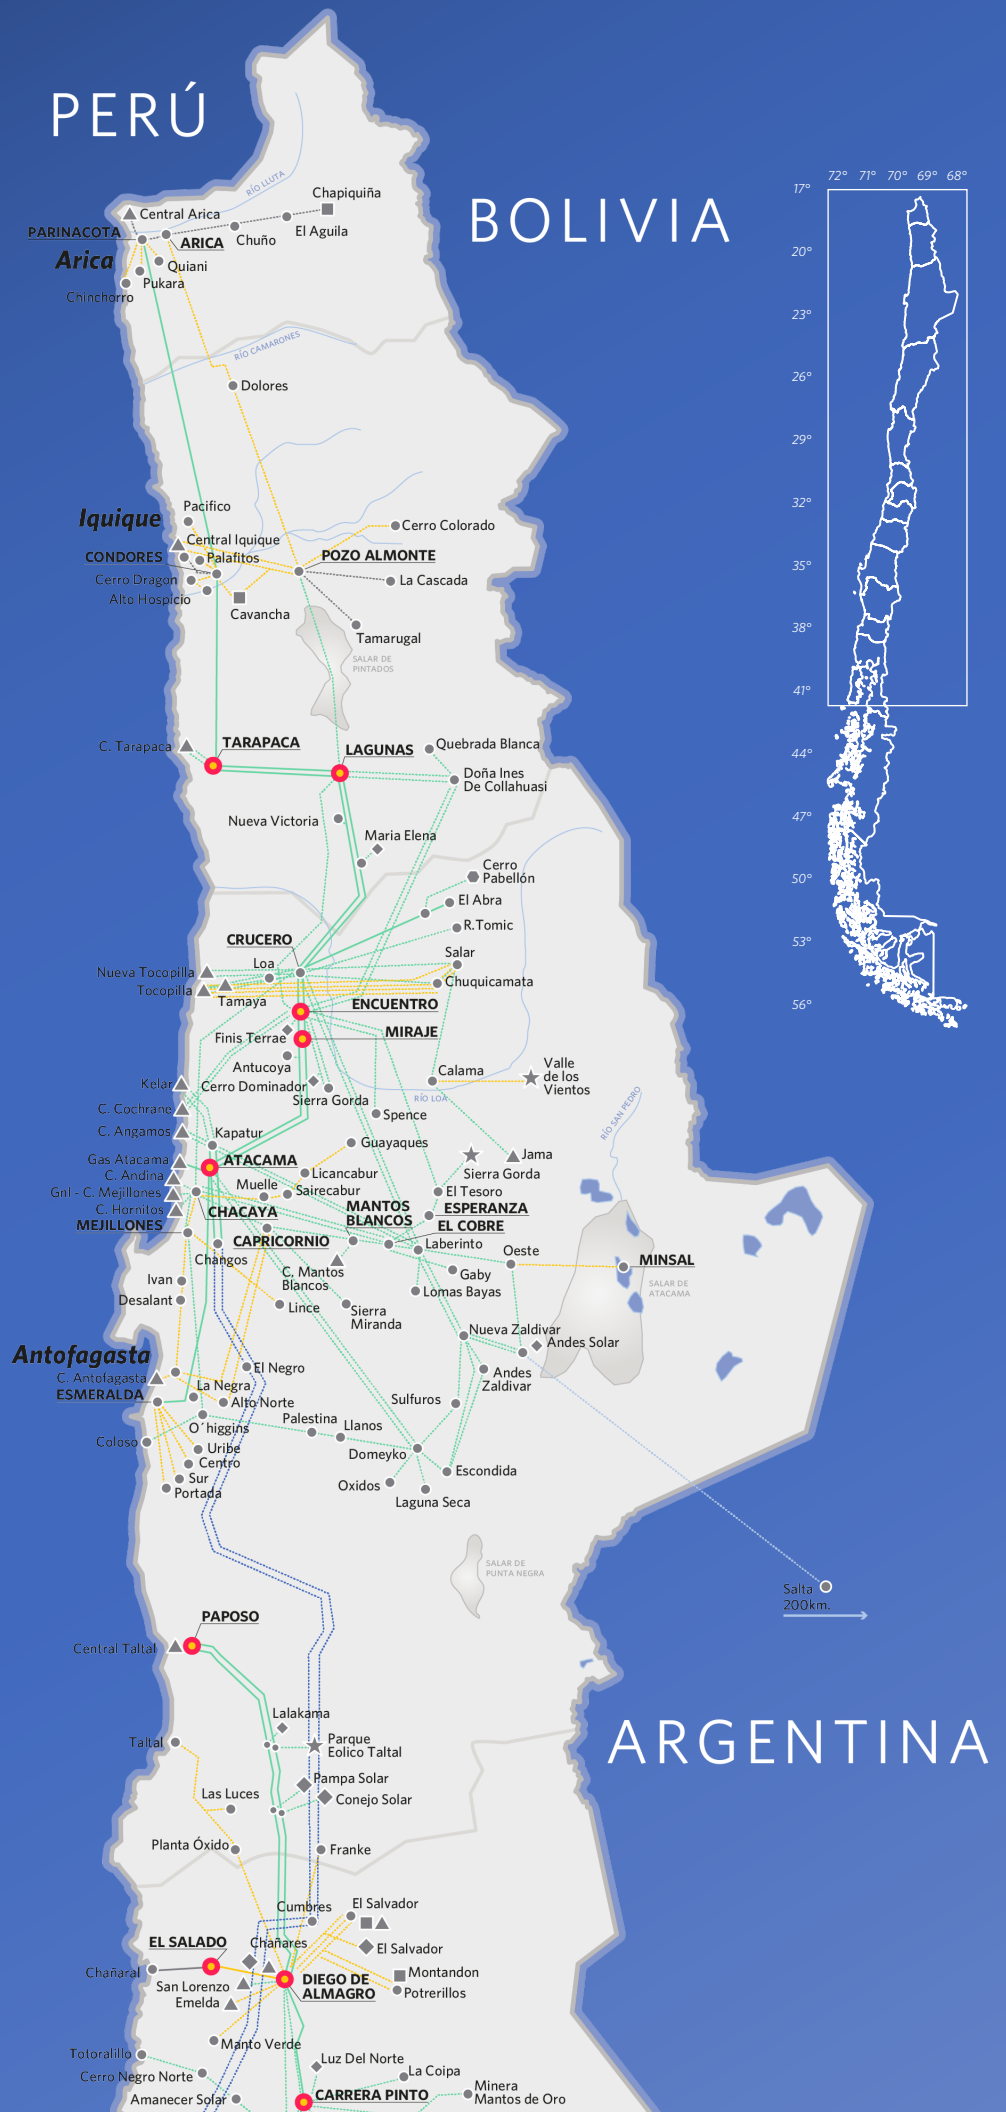 PERÚ
BOLIVIA
ARGENTINA
72° 71° 70° 69° 68°
17°
20°
23°
26°
29°
32°
35°
38°
41°
44°
47°
50°
53°
56°
RÍO LLUTA
Chapiquiña
Central Arica
PARINACOTA
ARICA
Chuño
El Aguila
Arica
Quiani
Pukara
Chinchorro
RÍO CAMARONES
Dolores
Pacifico
Iquique
Central Iquique
Cerro Colorado
CONDORES
Palafitos
POZO ALMONTE
Cerro Dragon
La Cascada
Alto Hospicio
Cavancha
Tamarugal
SALAR DE
PINTADOS
C. Tarapaca
TARAPACA
LAGUNAS
Quebrada Blanca
Doña Ines
De Collahuasi
Nueva Victoria
Maria Elena
Cerro
Pabellón
El Abra
R.Tomic
CRUCERO
Salar
Loa
Nueva Tocopilla
Chuquicamata
Tocopilla
Tamaya
ENCUENTRO
Finis Terrae
MIRAJE
Antucoya
Calama
Valle
de los
Vientos
Kelar
Cerro Dominador
Sierra Gorda
RÍO LOA
RÍO SAN PEDRO
C. Cochrane
Spence
C. Angamos
Kapatur
Guayaques
Gas Atacama
ATACAMA
Jama
C. Andina
Licancabur
Sierra Gorda
Gnl - C. Mejillones
Muelle
Sairecabur
El Tesoro
C. Hornitos
CHACAYA
MANTOS
BLANCOS
ESPERANZA
MEJILLONES
EL COBRE
CAPRICORNIO
Laberinto
Changos
Oeste
MINSAL
C. Mantos
Blancos
Gaby
Ivan
SALAR DE
ATACAMA
Desalant
Lince
Lomas Bayas
Sierra
Miranda
Nueva Zaldivar
Andes Solar
Antofagasta
El Negro
Andes
Zaldivar
C. Antofagasta
La Negra
ESMERALDA
Alto Norte
Sulfuros
O´higgins
Palestina
Llanos
Coloso
Uribe
Domeyko
Centro
Escondida
Sur
Oxidos
Portada
Laguna Seca
SALAR DE
PUNTA NEGRA
Salta
200km.
PAPOSO
Central Taltal
Lalakama
Taltal
Parque
Eolico Taltal
Pampa Solar
Las Luces
Conejo Solar
Planta Óxido
Franke
Cumbres
El Salvador
EL SALADO
Chañares
El Salvador
Chañaral
Montandon
San Lorenzo
DIEGO DE
ALMAGRO
Emelda
Potrerillos
Manto Verde
Totoralillo
Luz Del Norte
Cerro Negro Norte
La Coipa
Amanecer Solar
CARRERA PINTO
Minera
Mantos de Oro